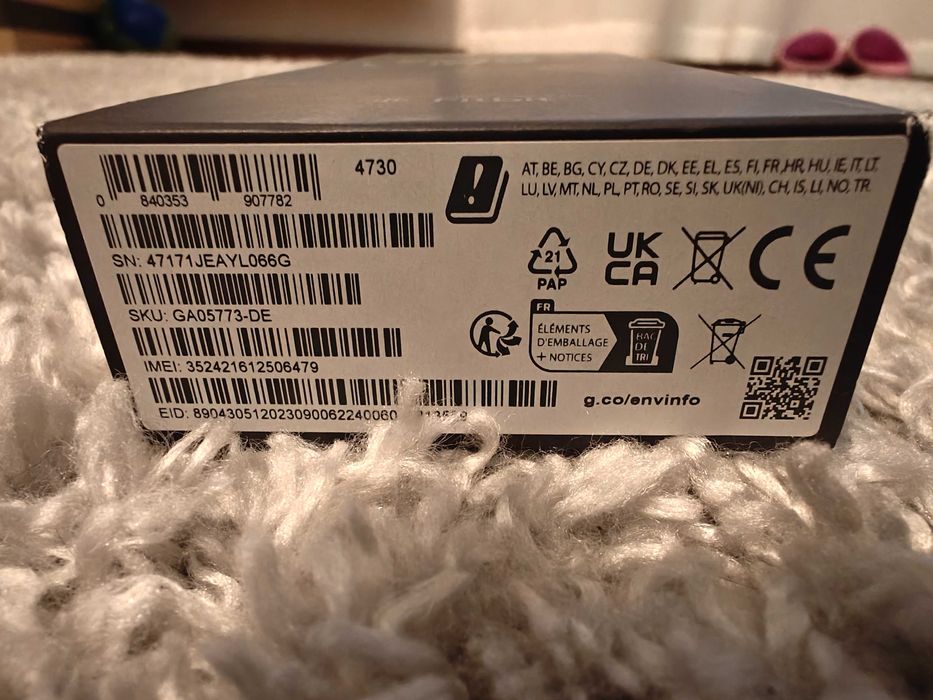 0 840353 907782
4730
AT, BE, BG, CY, CZ, DE, DK, EE, EL, ES, FI, FR ,HR, HU, IE, IT, LT
LU, LV, MT, NL, PL, PT, RO, SE, SI, SK, UK(NI), CH, IS, LI, NO, TR.
SN: 47171JEAYL066G
SKU: GA05773-DE
IMEI: 352421612506479
EID: 890430512023090062240060
21
PAP
UK
CA
CE
FR
ÉLÉMENTS
D'EMBALLAGE
+ NOTICES
BAC
DE
TRI
g.co/envinfo